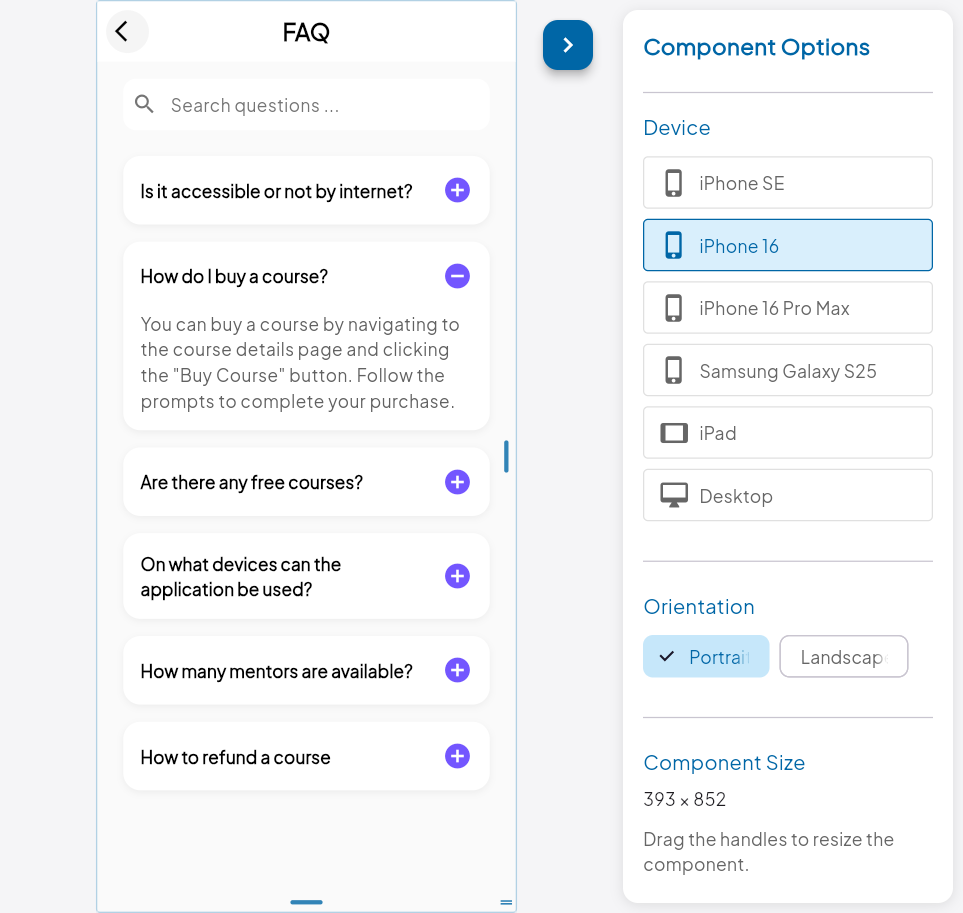 FAQ
Search questions ...
Is it accessible or not by internet?
How do I buy a course?
You can buy a course by navigating to
the course details page and clicking
the "Buy Course" button. Follow the
prompts to complete your purchase.
Are there any free courses?
On what devices can the
application be used?
How many mentors are available?
How to refund a course
Component Options
Device
iPhone SE
iPhone 16
iPhone 16 Pro Max
Samsung Galaxy S25
iPad
Desktop
Orientation
Portrait
Landscape
Component Size
393 × 852
Drag the handles to resize the
component.